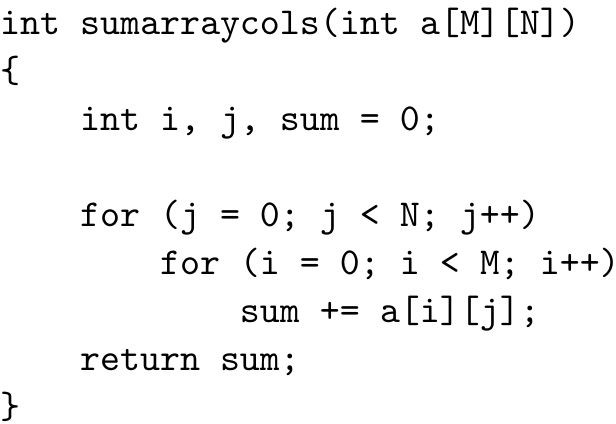 int sumarraycols(int a[M][N])
{
    int i, j, sum = 0;

    for (j = 0; j < N; j++)
        for (i = 0; i < M; i++)
            sum += a[i][j];
    return sum;
}